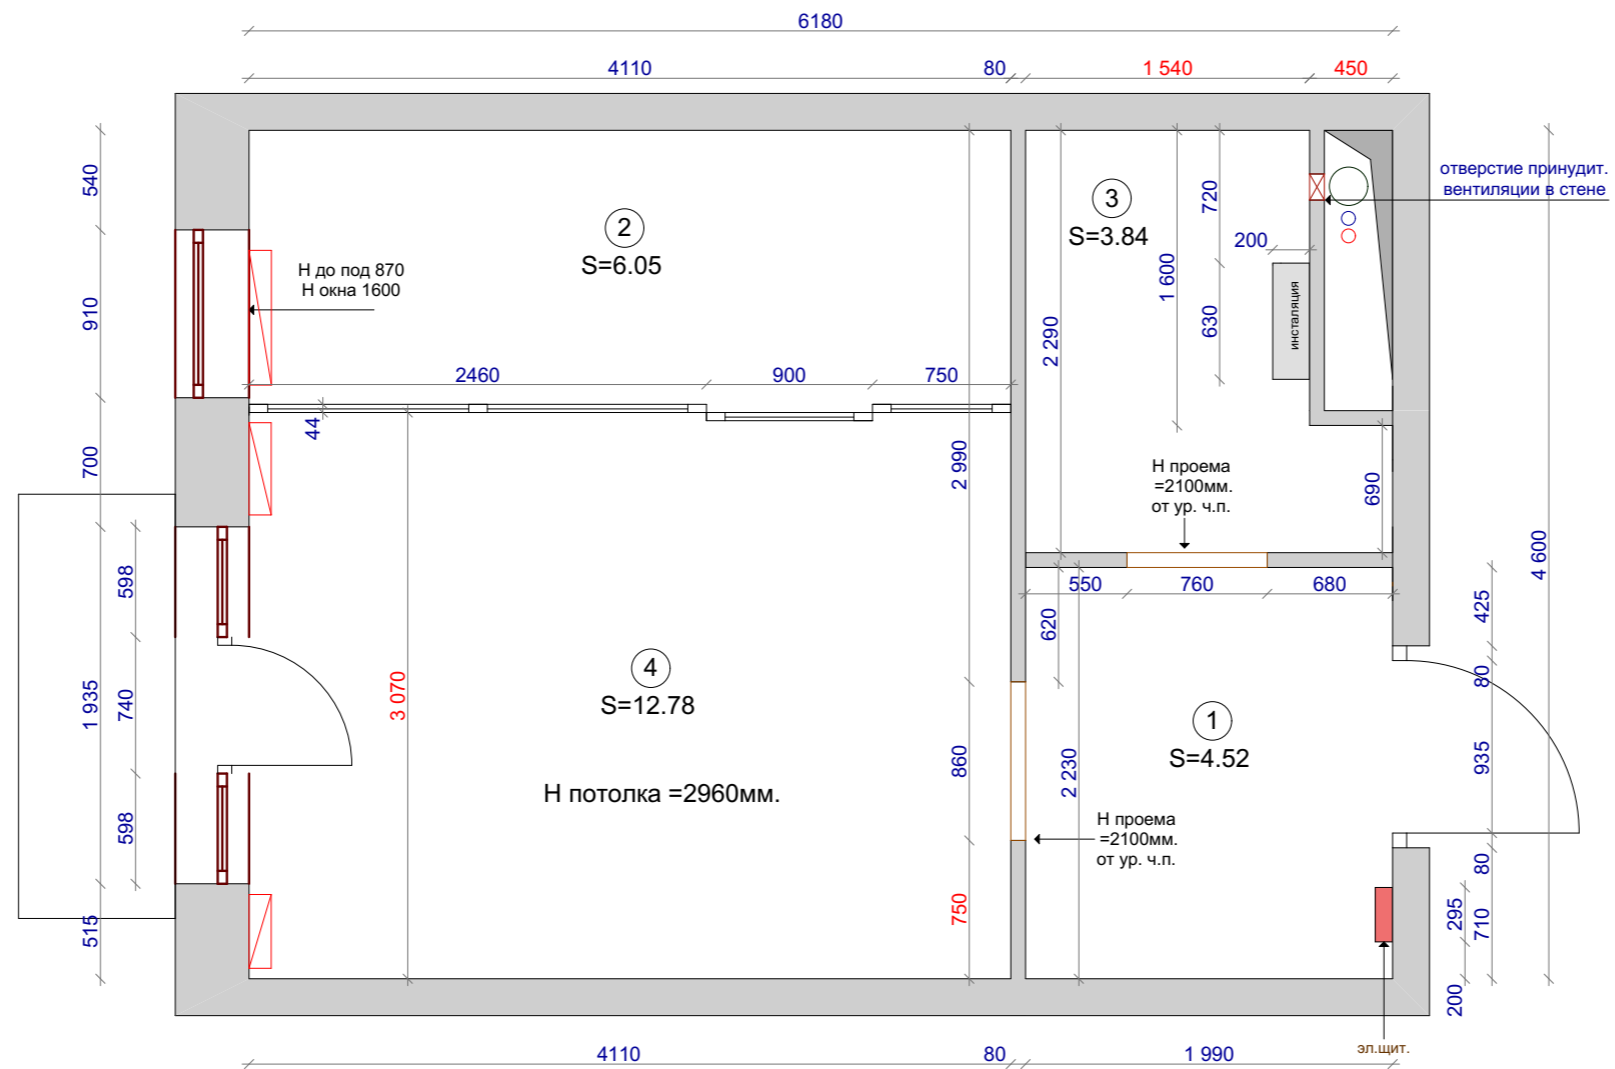 6180
4110
80
1 540
450
540
910
700
1 935
515
598
740
598
2
S=6.05
Н до под 870
Н окна 1600
2460
900
750
44
2 990
3 070
860
750
4
S=12.78
Н потолка =2960мм.
3
S=3.84
2 290
1 600
720
630
200
инсталяция
690
отверстие принудит.
вентиляции в стене
Н проема
=2100мм.
от ур. ч.п.
550
760
680
620
2 230
1
S=4.52
Н проема
=2100мм.
от ур. ч.п.
4 600
425
80
935
80
710
295
200
эл.щит.
4110
80
1 990